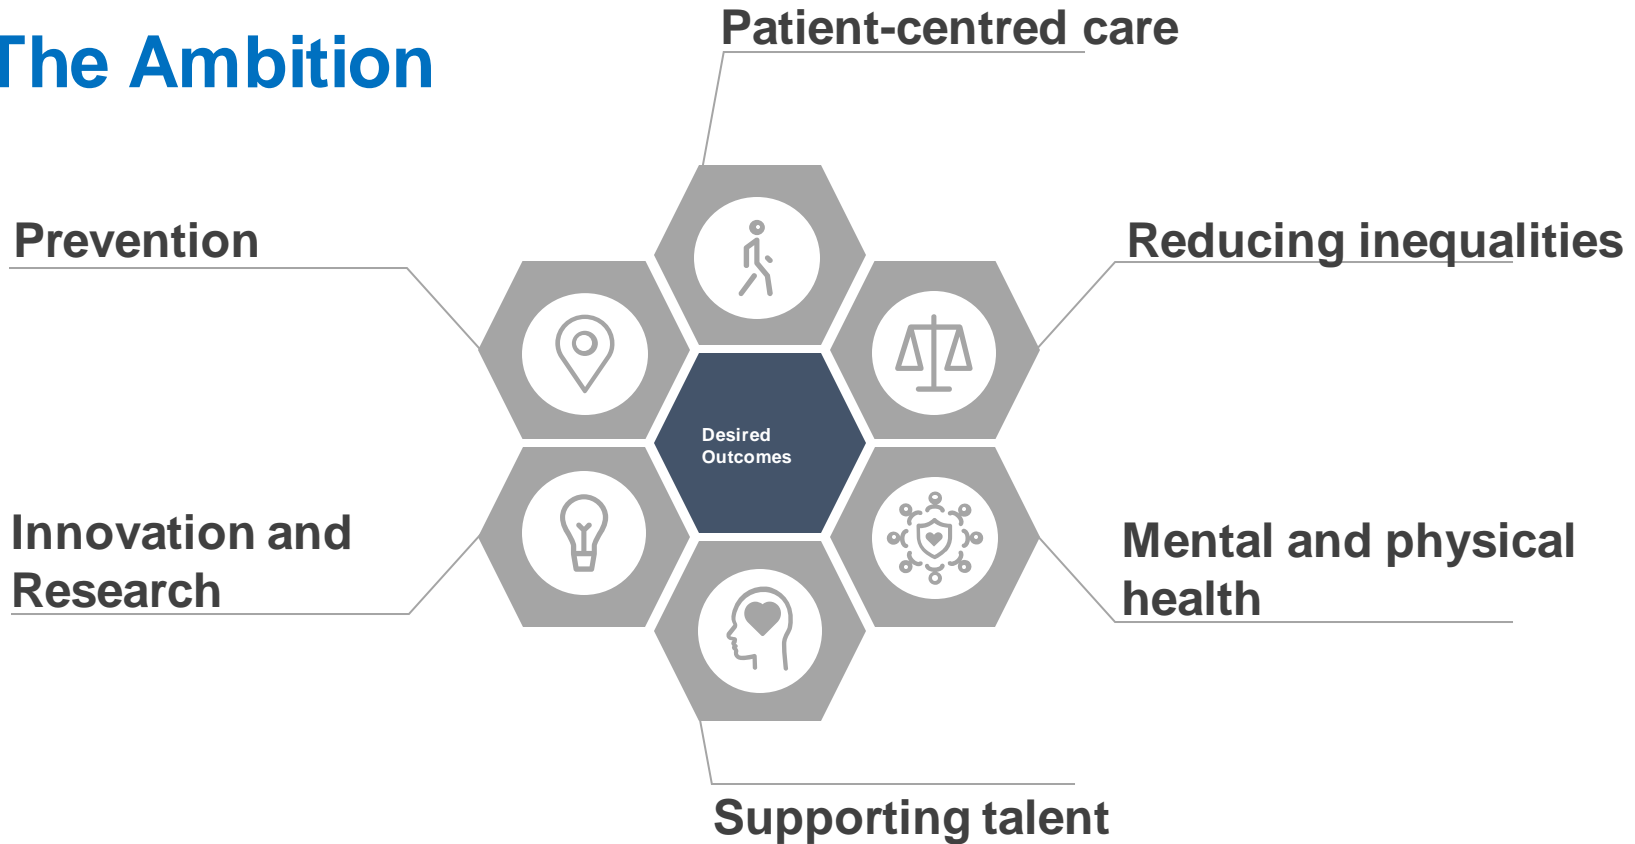 The Ambition
Patient-centred care
Prevention
Reducing inequalities
Desired
Outcomes
Innovation and
Research
Mental and physical
health
Supporting talent